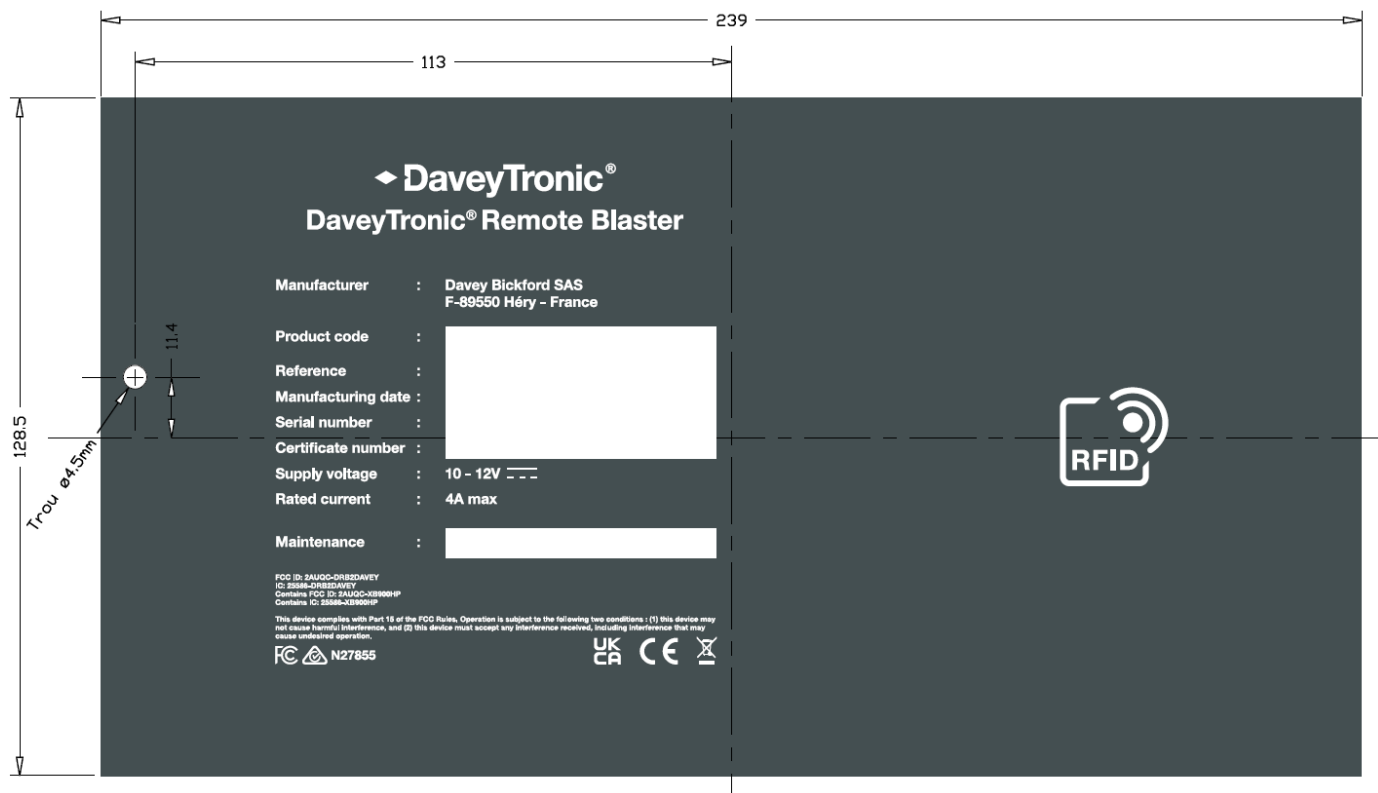 239
113
DaveyTronic®
DaveyTronic® Remote Blaster
Manufacturer : Davey Bickford SAS
F-89550 Héry - France
Product code :
11.4
Reference :
Manufacturing date :
Serial number :
128.5
Certificate number :
Supply voltage : 10 - 12V
Trou ø4.5mm
Rated current : 4A max
RFID
Maintenance :
FCC ID: 2AUQC-DRB2DAVEY
IC: 25586-DRB2DAVEY
Contains FCC ID: 2AUQC-XB900HP
Contains IC: 25586-XB900HP
This device complies with Part 15 of the FCC Rules. Operation is subject to the following two conditions : (1) this device may
not cause harmful interference, and (2) this device must accept any interference received, including interference that may
cause undesired operation.
FC N27855 UK CA CE